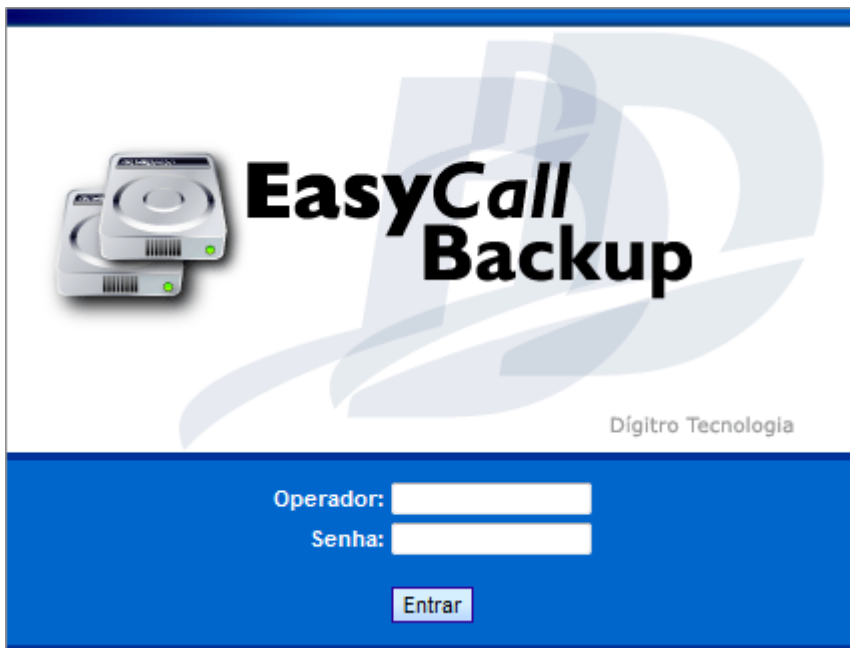 EasyCall
Backup
Dígitro Tecnologia
Operador:
Senha:
Entrar